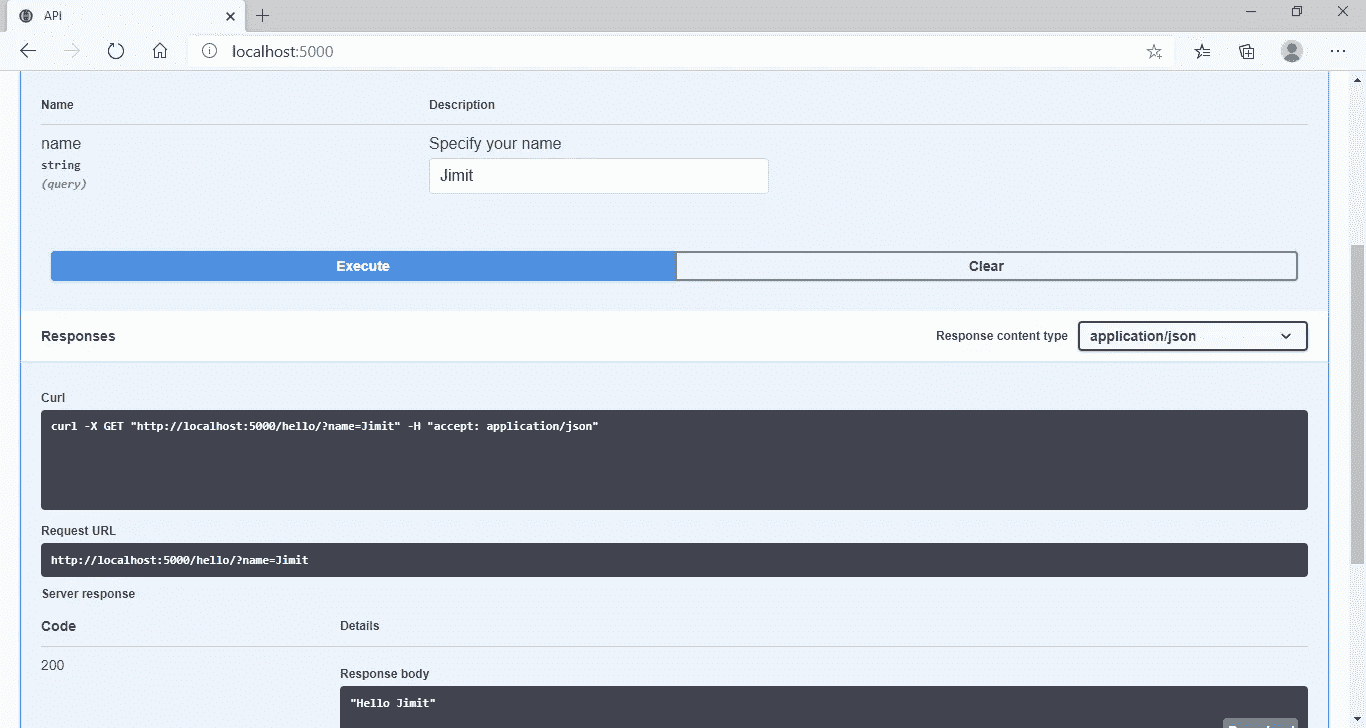 API
localhost:5000
Name Description
name Specify your name
string
(query)
Jimit
Execute Clear
Responses Response content type application/json
Curl
curl -X GET "http://localhost:5000/hello/?name=Jimit" -H "accept: application/json"
Request URL
http://localhost:5000/hello/?name=Jimit
Server response
Code Details
200
Response body
"Hello Jimit"